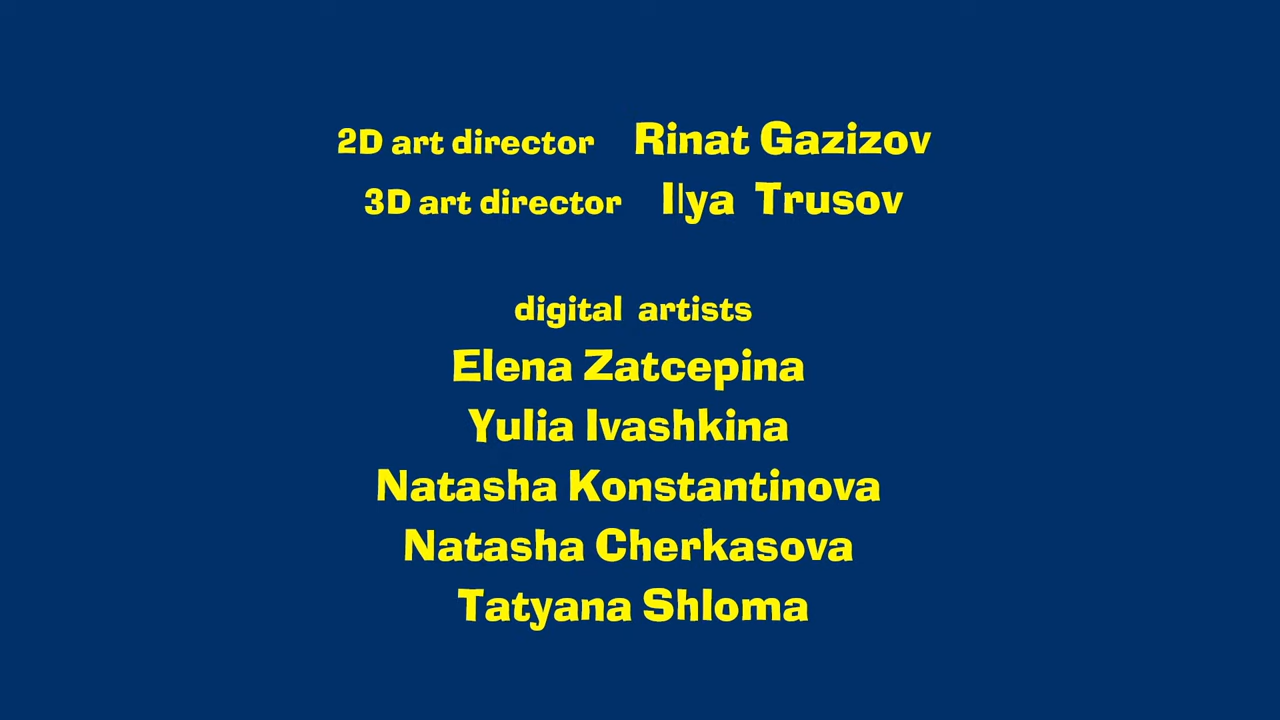 2D art director Rinat Gazizov
3D art director Ilya Trusov
digital artists
Elena Zatcepina
Yulia Ivashkina
Natasha Konstantinova
Natasha Cherkasova
Tatyana Shloma